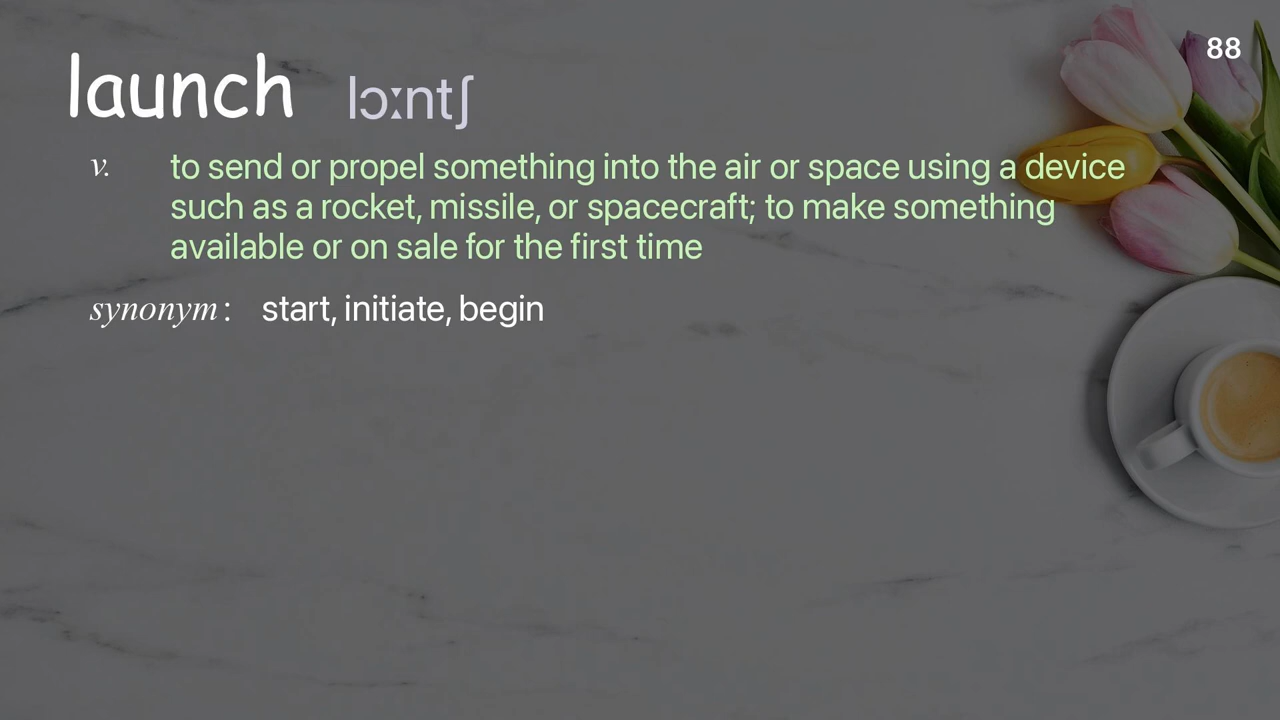 88
launch lɔːntʃ
v. to send or propel something into the air or space using a device
such as a rocket, missile, or spacecraft; to make something
available or on sale for the first time
synonym : start, initiate, begin